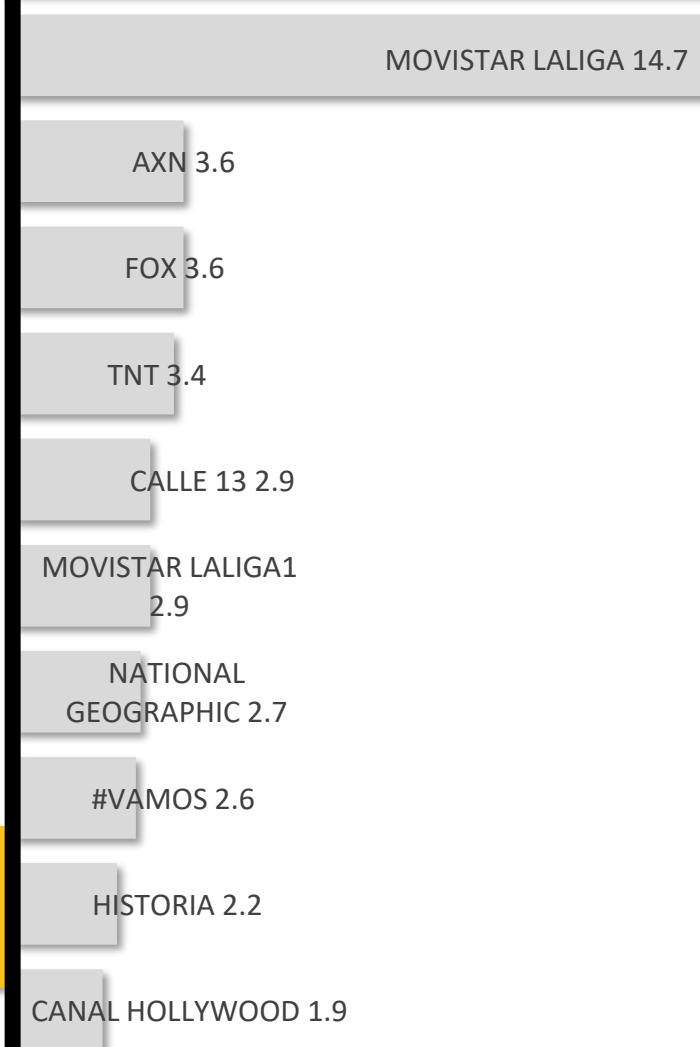 MOVISTAR LALIGA 14.7
AXN 3.6
FOX 3.6
TNT 3.4
CALLE 13 2.9
MOVISTAR LALIGA1
2.9
NATIONAL
GEOGRAPHIC 2.7
#VAMOS 2.6
HISTORIA 2.2
CANAL HOLLYWOOD 1.9